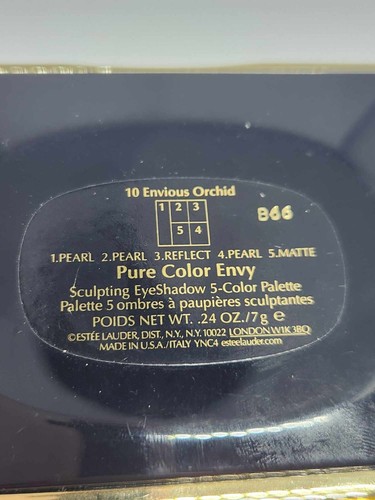 10 Envious Orchid
1 2 3
5 4
B66
1.PEARL 2.PEARL 3.REFLECT 4.PEARL 5.MATTE
Pure Color Envy
Sculpting EyeShadow 5-Color Palette
Palette 5 ombres à paupières sculptantes
POIDS NET WT. .24 OZ./7g ℮
©ESTÉE LAUDER, DIST., N.Y., N.Y. 10022 LONDON W1K 3BQ
MADE IN U.S.A./ITALY YNC4 esteelauder.com